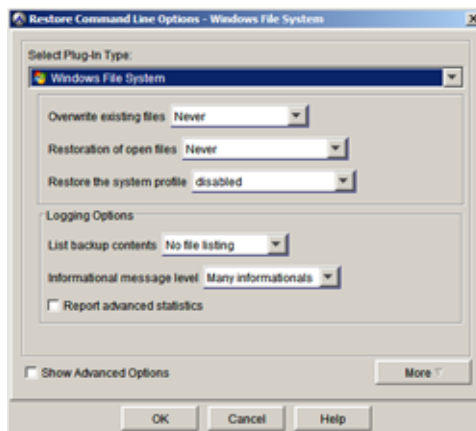 Restore Command Line Options - Windows File System
Select Plug-In Type:
Windows File System
Overwrite existing files Never
Restoration of open files Never
Restore the system profile disabled
Logging Options
List backup contents No file listing
Informational message level Many informationals
Report advanced statistics
Show Advanced Options More
OK Cancel Help